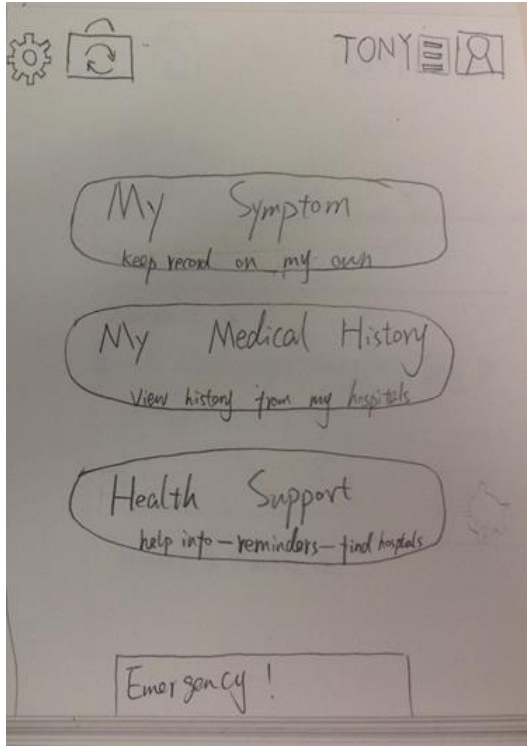 TONY
My Symptom
keep record on my own
My Medical History
View history from my hospitals
Health Support
help info — reminders — find hosptals
Emergency !